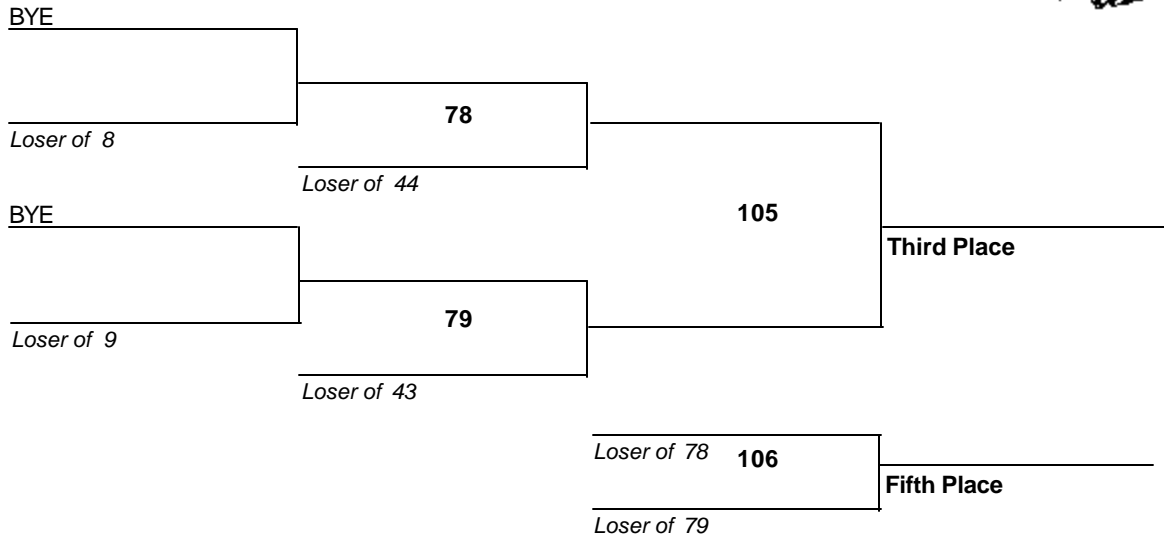 BYE
78
Loser of 8
Loser of 44
BYE
105
Third Place
79
Loser of 9
Loser of 43
Loser of 78
106
Fifth Place
Loser of 79